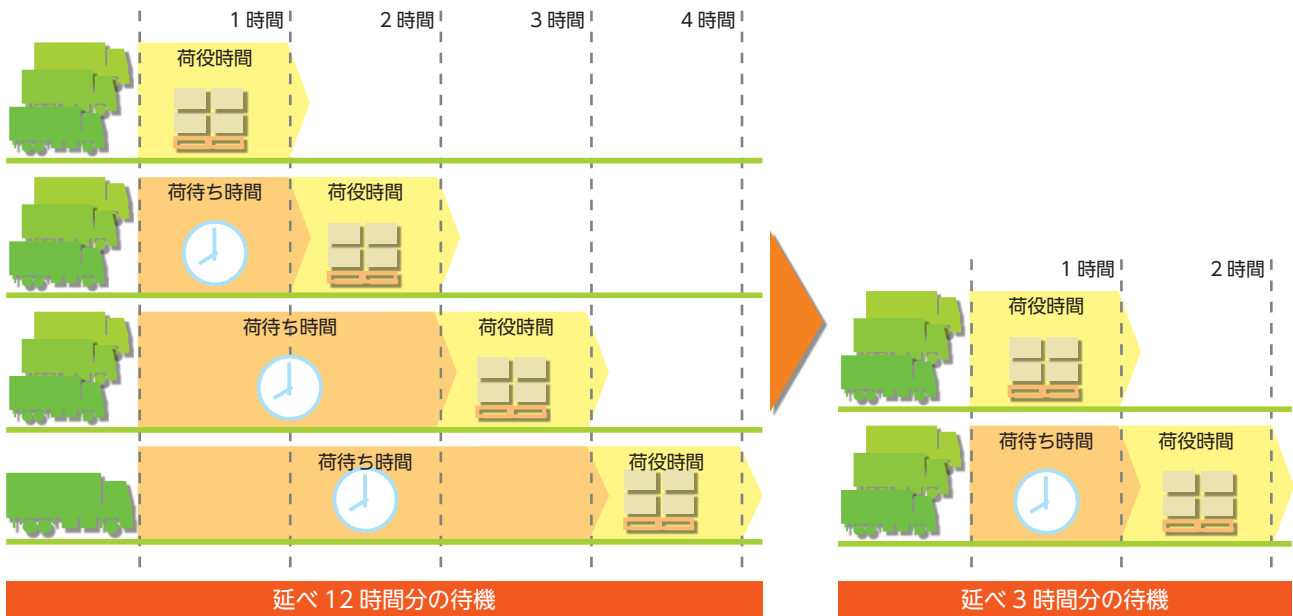 1 時間
2 時間
3 時間
4 時間
荷役時間
荷待ち時間
荷役時間
荷待ち時間
荷役時間
荷待ち時間
荷役時間
延べ 12 時間分の待機
1 時間
2 時間
荷役時間
荷待ち時間
荷役時間
延べ 3 時間分の待機